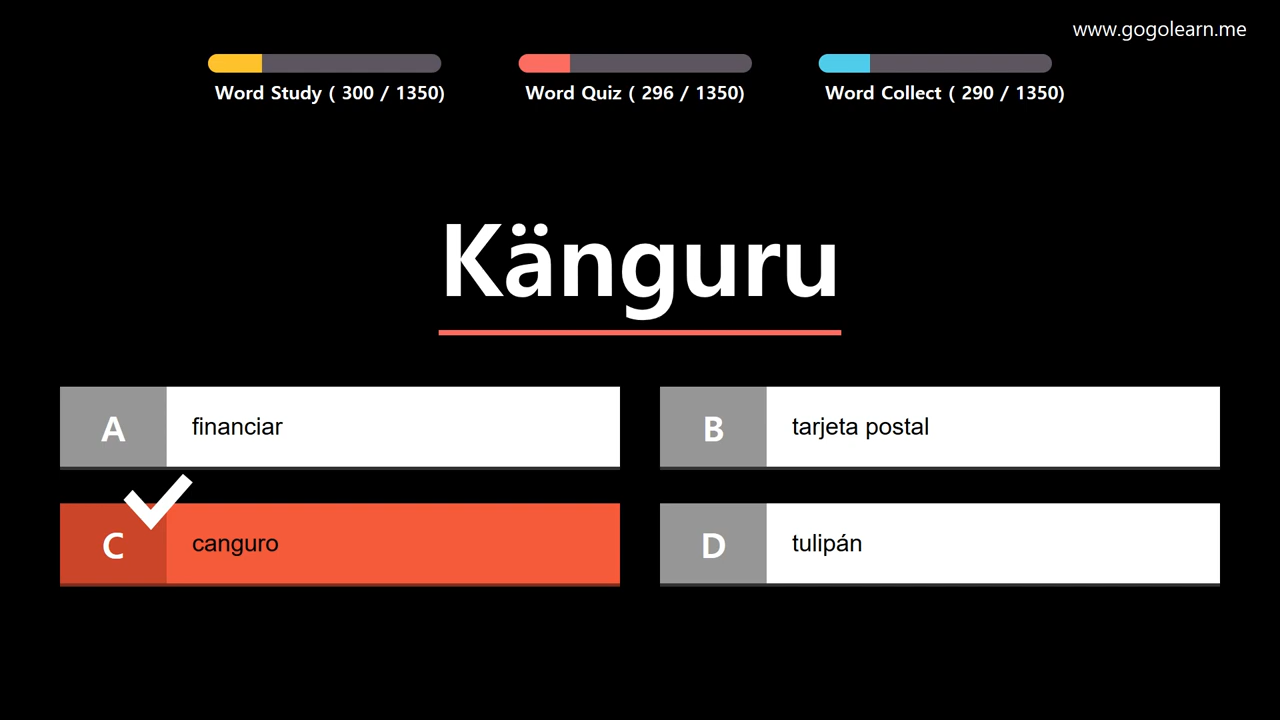 www.gogolearn.me
Word Study ( 300 / 1350)
Word Quiz ( 296 / 1350)
Word Collect ( 290 / 1350)
Känguru
A financiar
B tarjeta postal
C canguro
D tulipán